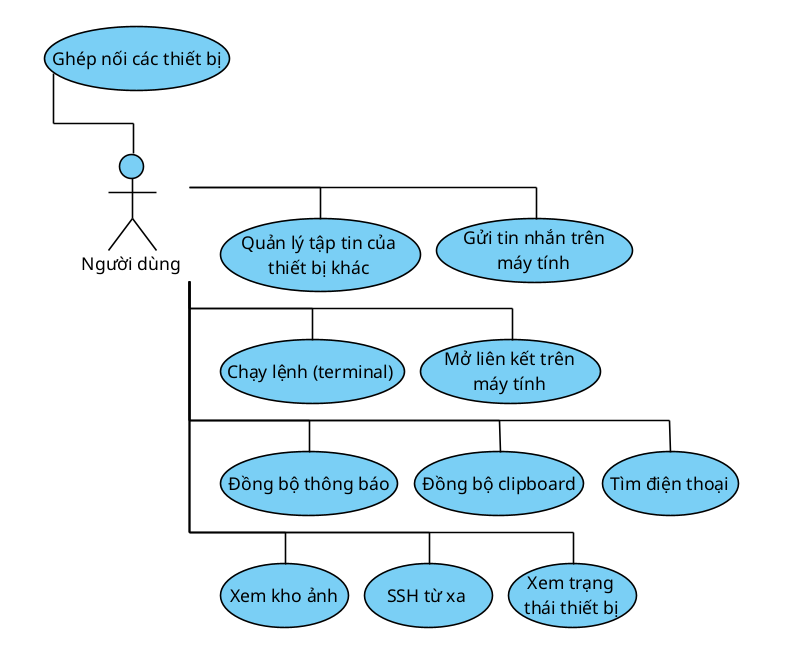 Ghép nối các thiết bị
Người dùng
Quản lý tập tin của
thiết bị khác
Gửi tin nhắn trên
máy tính
Chạy lệnh (terminal)
Mở liên kết trên
máy tính
Đồng bộ thông báo
Đồng bộ clipboard
Tìm điện thoại
Xem kho ảnh
SSH từ xa
Xem trạng
thái thiết bị